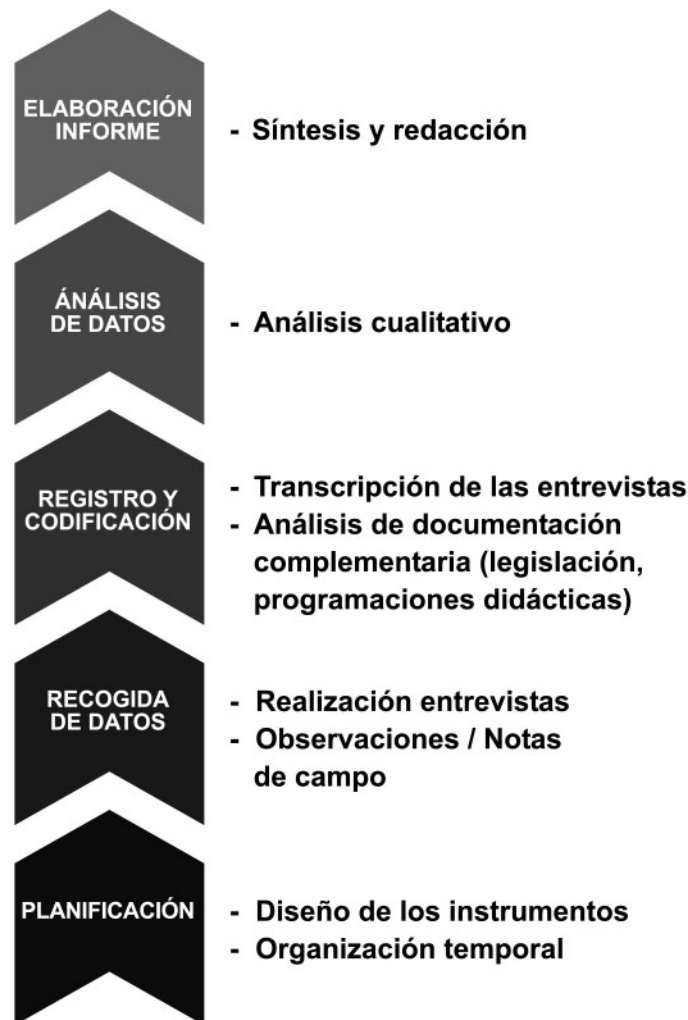 ELABORACIÓN
INFORME
- Síntesis y redacción
ÁNÁLISIS
DE DATOS
- Análisis cualitativo
REGISTRO Y
CODIFICACIÓN
- Transcripción de las entrevistas
- Análisis de documentación
complementaria (legislación,
programaciones didácticas)
RECOGIDA
DE DATOS
- Realización entrevistas
- Observaciones / Notas
de campo
PLANIFICACIÓN
- Diseño de los instrumentos
- Organización temporal